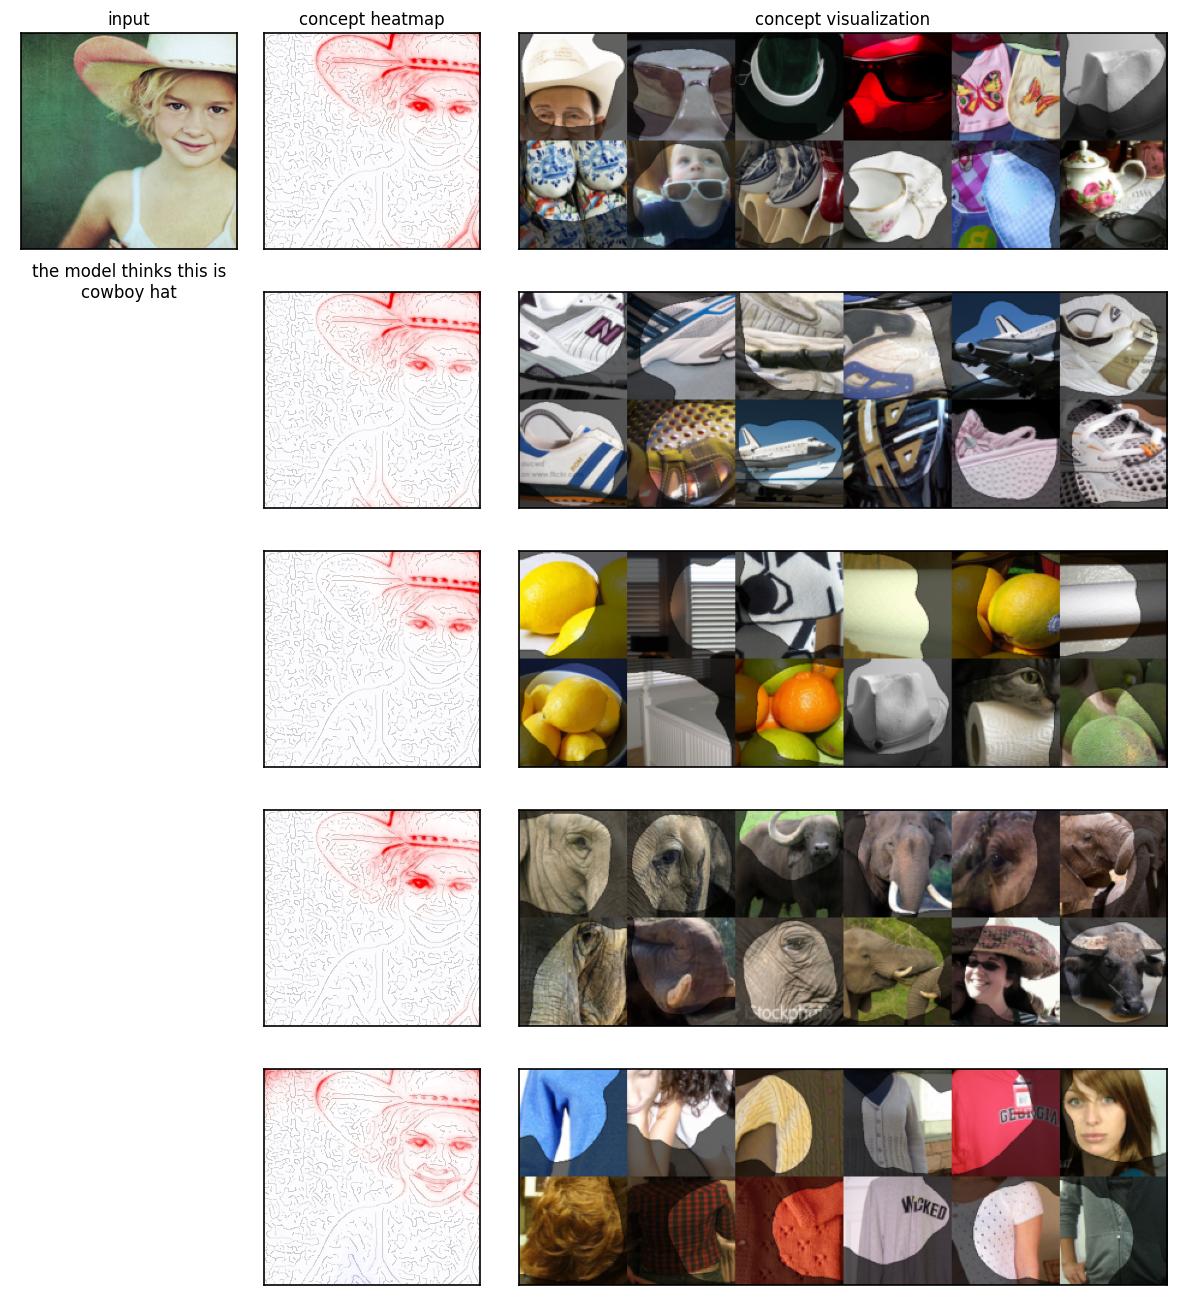 input
concept heatmap
concept visualization
the model thinks this is
cowboy hat
N
iStockphoto
GEORGIA
WICKED